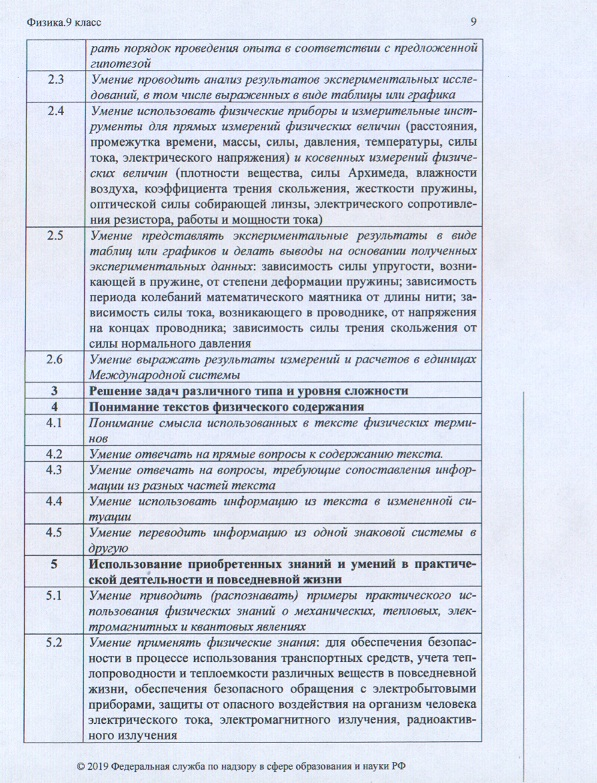 Физика.9 класс 9
рать порядок проведения опыта в соответствии с предложенной
гипотезой
2.3 Умение проводить анализ результатов экспериментальных иссле-
дований, в том числе выраженных в виде таблицы или графика
2.4 Умение использовать физические приборы и измерительные инст-
рументы для прямых измерений физических величин (расстояния,
промежутка времени, массы, силы, давления, температуры, силы
тока, электрического напряжения) и косвенных измерений физиче-
ских величин (плотности вещества, силы Архимеда, влажности
воздуха, коэффициента трения скольжения, жесткости пружины,
оптической силы собирающей линзы, электрического сопротивле-
ния резистора, работы и мощности тока)
2.5 Умение представлять экспериментальные результаты в виде
таблиц или графиков и делать выводы на основании полученных
экспериментальных данных: зависимость силы упругости, возни-
кающей в пружине, от степени деформации пружины; зависимость
периода колебаний математического маятника от длины нити; за-
висимость силы тока, возникающего в проводнике, от напряжения
на концах проводника; зависимость силы трения скольжения от
силы нормального давления
2.6 Умение выражать результаты измерений и расчетов в единицах
Международной системы
3 Решение задач различного типа и уровня сложности
4 Понимание текстов физического содержания
4.1 Понимание смысла использованных в тексте физических терми-
нов
4.2 Умение отвечать на прямые вопросы к содержанию текста.
4.3 Умение отвечать на вопросы, требующие сопоставления инфор-
мации из разных частей текста
4.4 Умение использовать информацию из текста в измененной си-
туации
4.5 Умение переводить информацию из одной знаковой системы в
другую
5 Использование приобретенных знаний и умений в практиче-
ской деятельности и повседневной жизни
5.1 Умение приводить (распознавать) примеры практического ис-
пользования физических знаний о механических, тепловых, элек-
тромагнитных и квантовых явлениях
5.2 Умение применять физические знания: для обеспечения безопас-
ности в процессе использования транспортных средств, учета теп-
лопроводности и теплоемкости различных веществ в повседневной
жизни, обеспечения безопасного обращения с электробытовыми
приборами, защиты от опасного воздействия на организм человека
электрического тока, электромагнитного излучения, радиоактив-
ного излучения
© 2019 Федеральная служба по надзору в сфере образования и науки РФ